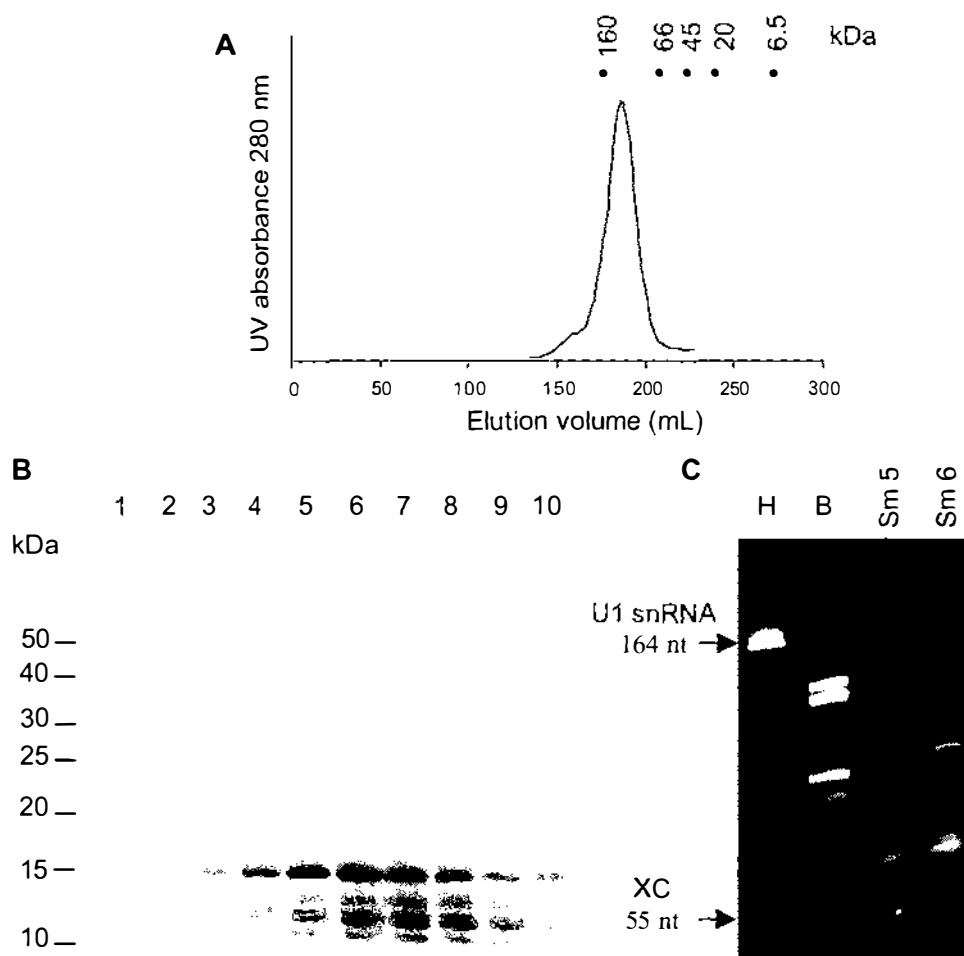 A
160 66 45 20 6.5 kDa
UV absorbance 280 nm
0 50 100 150 200 250 300
Elution volume (mL)
B
1 2 3 4 5 6 7 8 9 10
kDa
50
40
30
25
20
15
10
C
H B Sm 5 Sm 6
U1 snRNA
164 nt
XC
55 nt